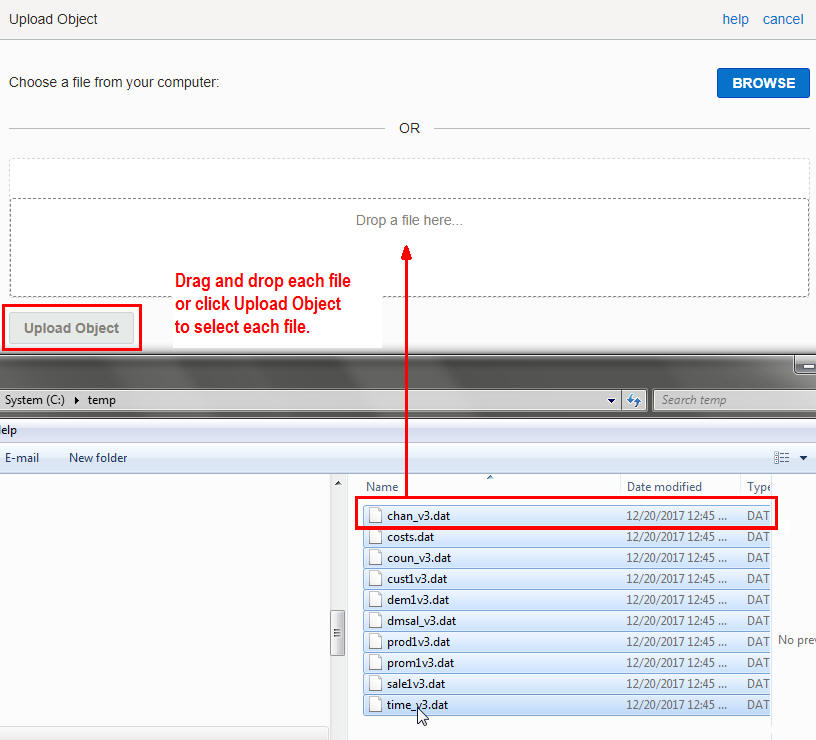 Upload Object help cancel
Choose a file from your computer: BROWSE
OR
Drop a file here...
Drag and drop each file
or click Upload Object
to select each file.
Upload Object
System (C:) temp Search temp
elp
E-mail New folder
Name Date modified Type
chan_v3.dat 12/20/2017 12:45 ... DAT
costs.dat 12/20/2017 12:45 ... DAT
coun_v3.dat 12/20/2017 12:45 ... DAT
cust1v3.dat 12/20/2017 12:45 ... DAT
dem1v3.dat 12/20/2017 12:45 ... DAT
dmsal_v3.dat 12/20/2017 12:45 ... DAT
prod1v3.dat 12/20/2017 12:45 ... DAT
No prev
prom1v3.dat 12/20/2017 12:45 ... DAT
sale1v3.dat 12/20/2017 12:45 ... DAT
time_v3.dat 12/20/2017 12:45 ... DAT